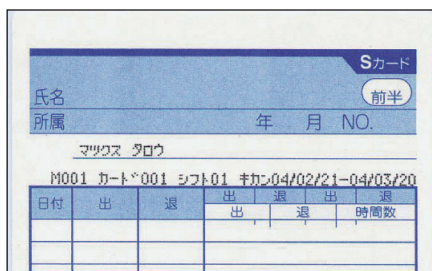 Sカード
氏名
前半
所属 年 月 NO.
マックス タロウ
M001 カード001 シフト01 キカン04/02/21-04/03/20
日付 出 退 出 退 出 退
出 退 時間数